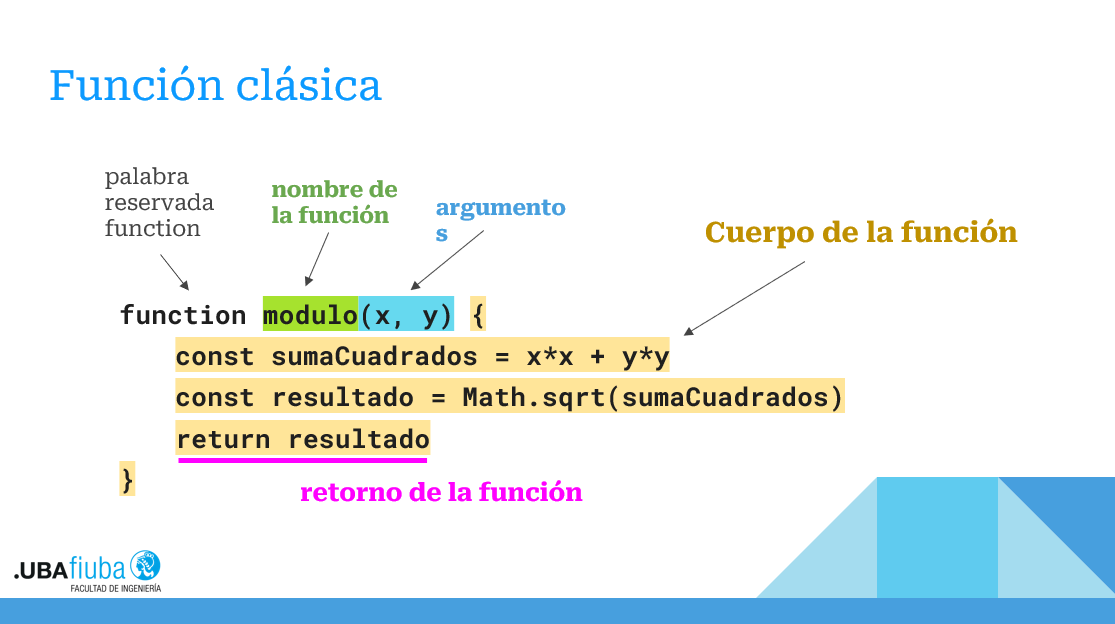 Función clásica
palabra
reservada
function
nombre de
la función
argumento
s
Cuerpo de la función
function modulo(x, y) {
const sumaCuadrados = x*x + y*y
const resultado = Math.sqrt(sumaCuadrados)
return resultado
}
retorno de la función
.UBAfiuba
FACULTAD DE INGENIERÍA